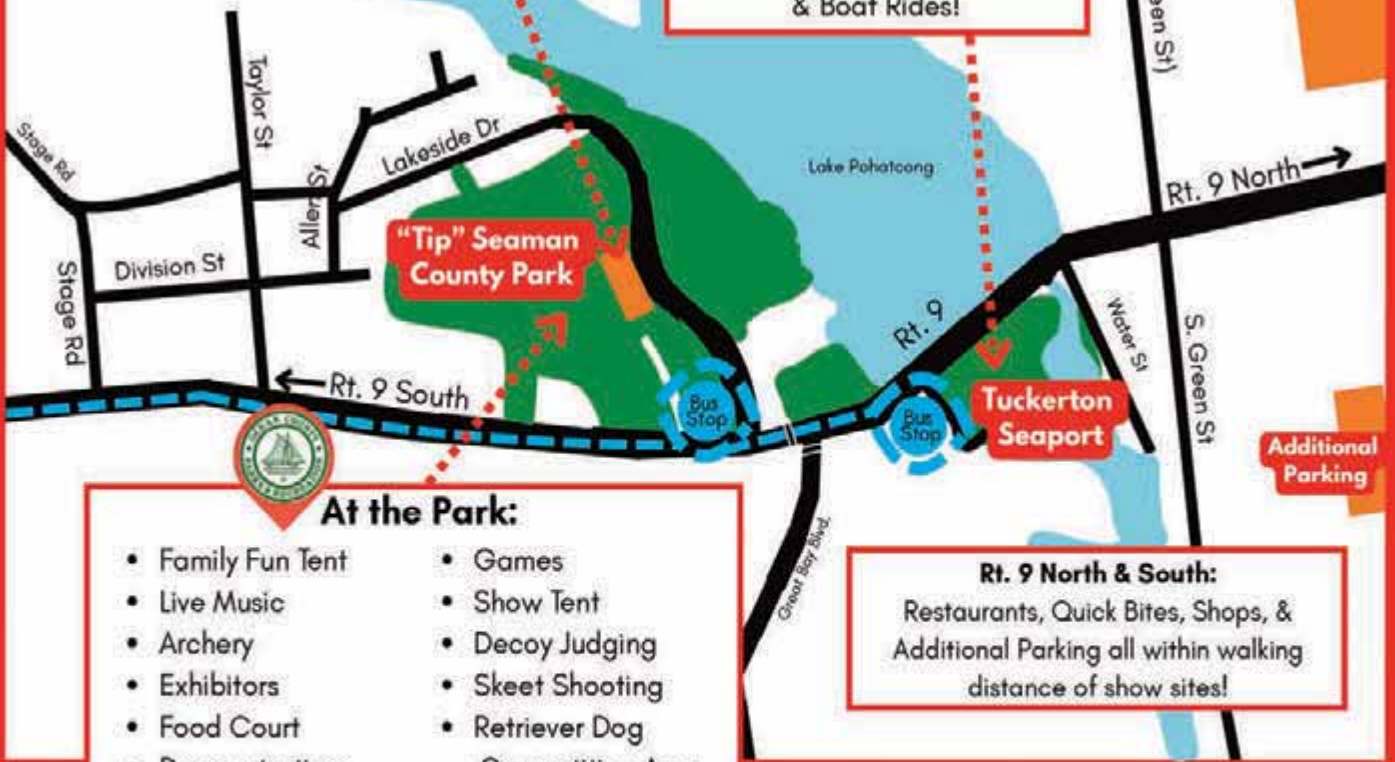 & Boat Rides!
een St)
Taylor St
Stage Rd
Lakeside Dr
Allen St
Lake Pohatcong
Rt. 9 North
"Tip" Seaman
County Park
Division St
Stage Rd
Rt. 9
Water St
S. Green St
Rt. 9 South
Bus
Stop
Bus
Stop
Tuckerton
Seaport
Additional
Parking
Great Bay Blvd.
At the Park:
• Family Fun Tent
• Live Music
• Archery
• Exhibitors
• Food Court
• Games
• Show Tent
• Decoy Judging
• Skeet Shooting
• Retriever Dog
Rt. 9 North & South:
Restaurants, Quick Bites, Shops, &
Additional Parking all within walking
distance of show sites!